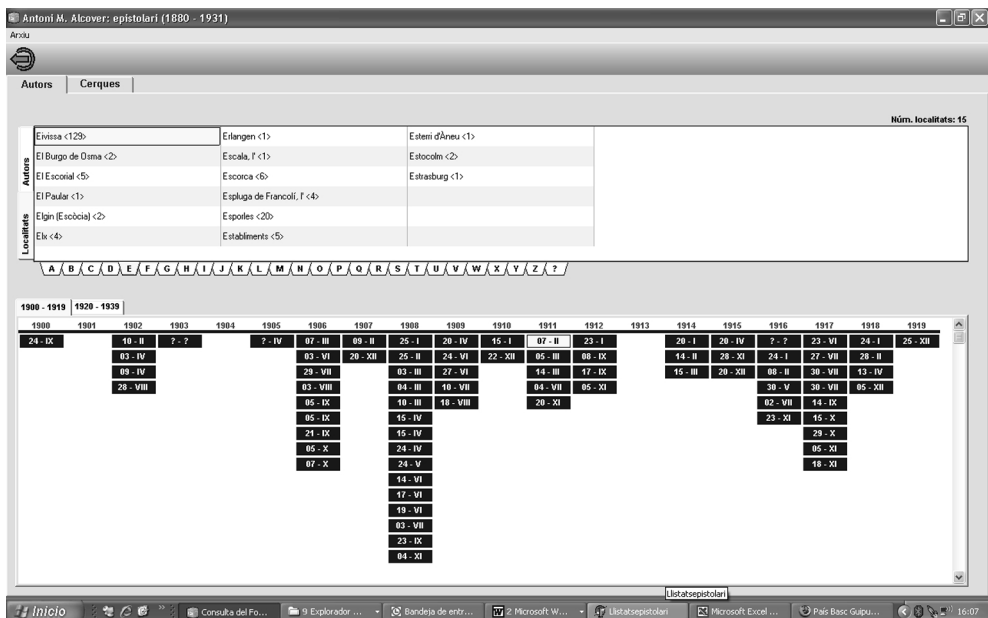 Antoni M. Alcover: epistolari (1880 - 1931)
Arxiu
Autors Cerques
Núm. localitats: 15
Autors
Localitats
Eivissa <129> Erlangen <1> Esterri d'Àneu <1>
El Burgo de Osma <2> Escala, l' <1> Estocolm <2>
El Escorial <5> Escorca <6> Estrasburg <1>
El Paular <1> Espluga de Francolí, l' <4>
Elgin (Escòcia) <2> Esporles <20>
Elx <4> Establiments <5>
A B C D E F G H I J K L M N O P Q R S T U V W X Y Z ?
1900 - 1919 1920 - 1939
1900 1901 1902 1903 1904 1905 1906 1907 1908 1909 1910 1911 1912 1913 1914 1915 1916 1917 1918 1919
24 - IX 10 - II ? - ? ? - IV 07 - III 09 - II 25 - I 20 - IV 15 - I 07 - II 23 - I 20 - I 20 - IV ? - ? 23 - VI 24 - I 25 - XII
03 - IV 03 - VI 20 - XII 25 - II 24 - VI 22 - XII 05 - III 08 - IX 14 - II 28 - XI 24 - I 27 - VII 28 - II
09 - IV 29 - VII 03 - III 27 - VI 14 - III 17 - IX 15 - III 20 - XII 08 - II 30 - VII 13 - IV
28 - VIII 03 - VIII 04 - III 10 - VII 04 - VII 05 - XI 30 - V 30 - VII 05 - XII
05 - IX 10 - III 18 - VIII 20 - XI 02 - VII 14 - IX
05 - IX 15 - IV 23 - XI 15 - X
21 - IX 15 - IV 29 - X
05 - X 24 - IV 05 - XI
07 - X 24 - V 18 - XI
14 - VI
17 - VI
19 - VI
03 - VII
23 - IX
04 - XI
Llistatsepistolari
Inicio » Consulta del Fo... 9 Explorador ... Bandeja de entr... 2 Microsoft W... Llistatsepistolari Microsoft Excel ... País Basc Guipu... 16:07